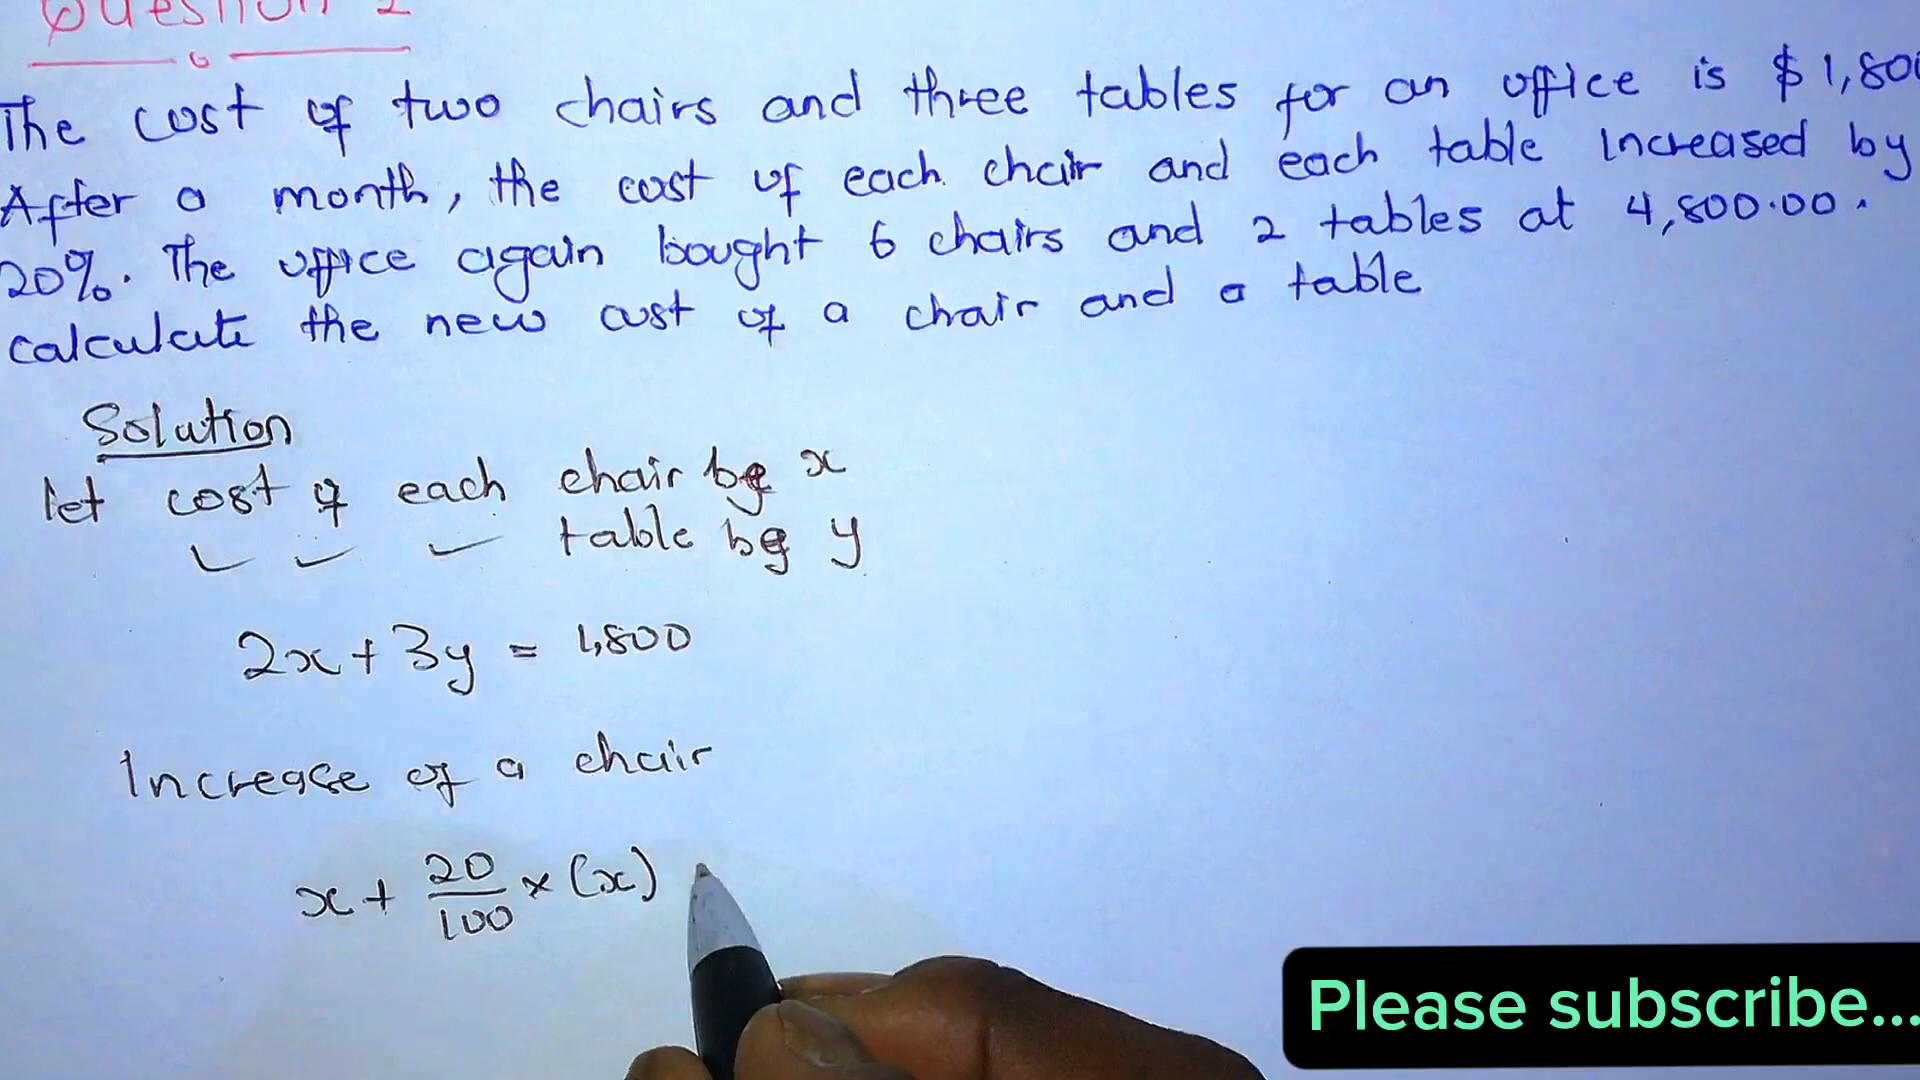 Question 2
The cost of two chairs and three tables for an office is $1,800
After a month, the cost of each chair and each table increased by
20%. The office again bought 6 chairs and 2 tables at 4,800.00.
calculate the new cost of a chair and a table
Solution
let cost of each chair be x
table be y
2x + 3y = 1,800
Increase of a chair
x + 20/100 × (x)
Please subscribe...